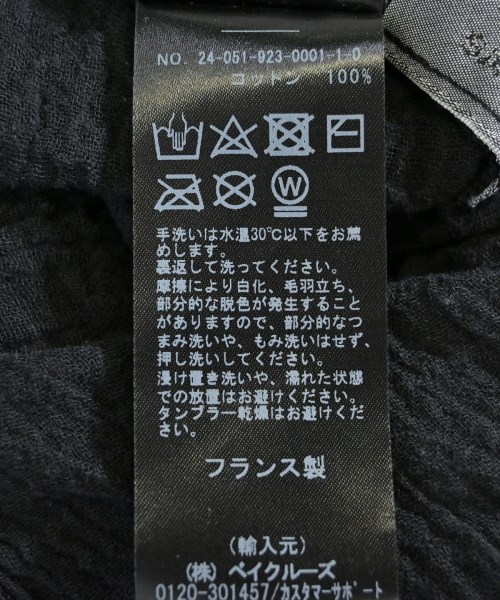 NO. 24-051-923-0001-1-0
コットン 100%
W
手洗いは水温30℃以下をお薦
めします。
裏返して洗ってください。
摩擦により白化、毛羽立ち、
部分的な脱色が発生すること
がありますので、部分的なつ
まみ洗いや、もみ洗いはせず、
押し洗いしてください。
浸け置き洗いや、濡れた状態
での放置はお避けください。
タンブラー乾燥はお避けくださ
い。
フランス製
(輸入元)
(株) ベイクルーズ
0120-301457/カスタマーサポート